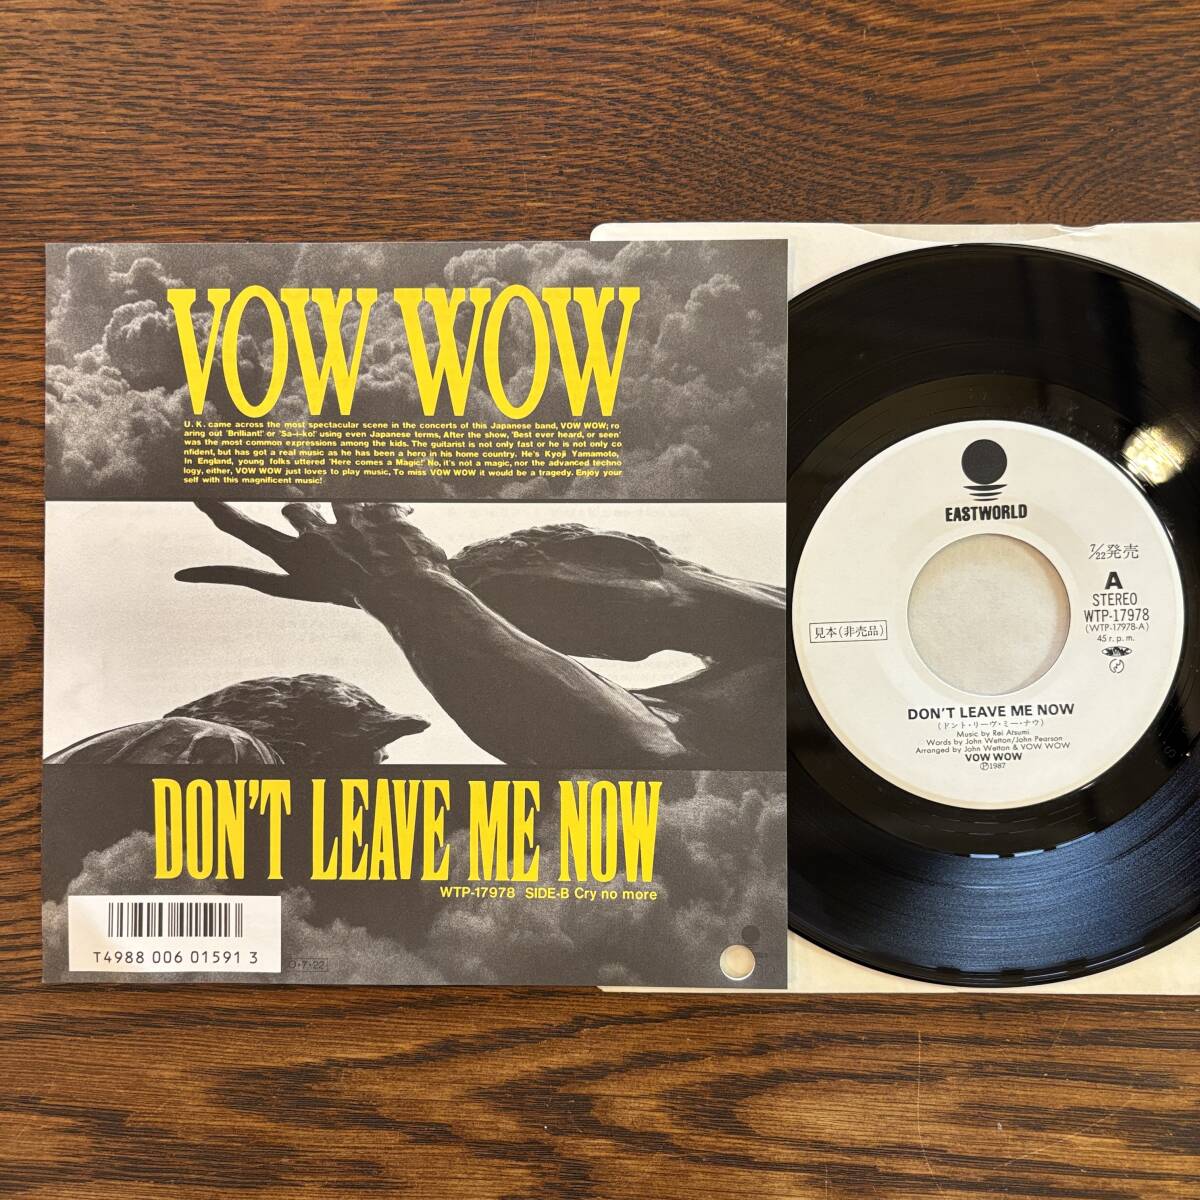 VOW WOW
U.K. came across the most spectacular scene in the concerts of this Japanese band, VOW WOW; ro
aring out 'Brilliant!' or 'Sa-i-ko!' using even Japanese terms, After the show, 'Best ever heard, or seen'
was the most common expressions among the kids. The guitarist is not only fast or he is not only co
nfident, but has got a real music as he has been a hero in his home country. He's Kyoji Yamamoto,
In England, young folks uttered 'Here comes a Magic!' No, it's not a magic, nor the advanced techno
logy, either, VOW WOW just loves to play music, To miss VOW WOW it would be a tragedy. Enjoy your
self with this magnificent music!
DON'T LEAVE ME NOW
WTP-17978 SIDE-B Cry no more
T4988 006 01591 3
O・7・22
EASTWORLD
7/22発売
A
STEREO
WTP-17978
(WTP-17978-A)
45 r.p.m.
見本(非売品)
DON'T LEAVE ME NOW
(ドント・リーヴ・ミー・ナウ)
Music by Rei Atsumi
Words by John Wetton/John Pearson
Arranged by John Wetton & VOW WOW
VOW WOW
Ⓟ1987